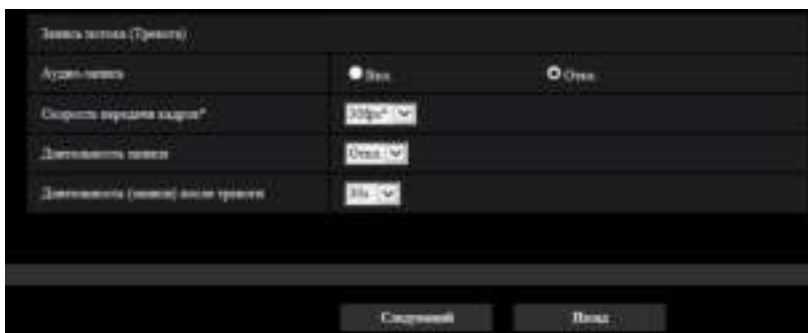 Запись потока (Тревога)
Аудио-запись
Вкл.
Откл.
Скорость передачи кадров*
30fps*
Длительность записи
Откл.
Длительность (записи) после тревоги
30s
Следующий
Назад